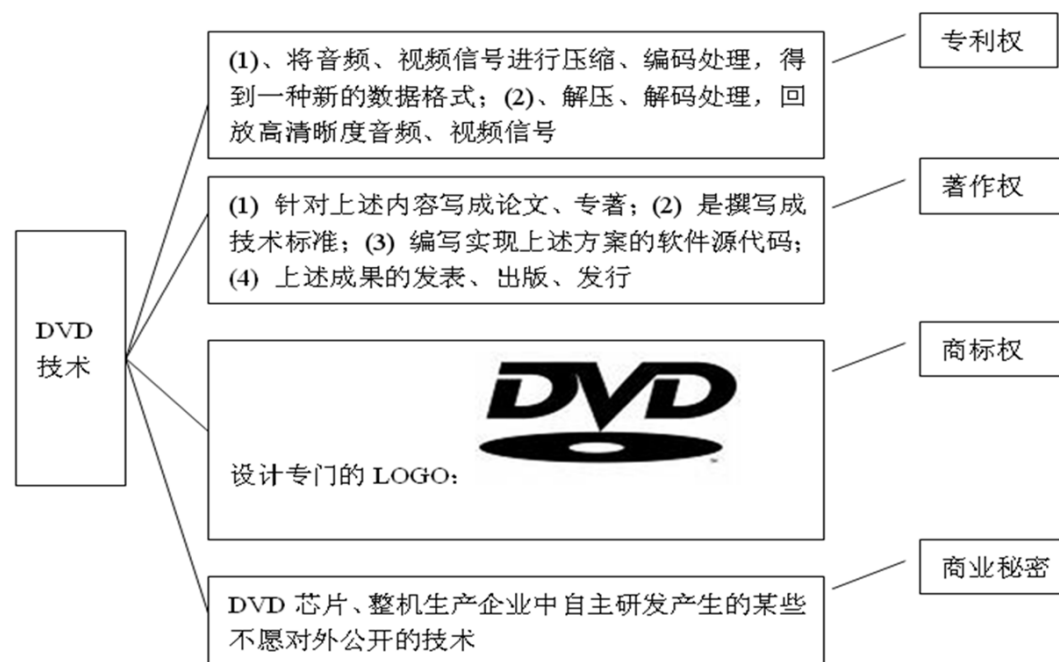 (1)、将音频、视频信号进行压缩、编码处理，得
到一种新的数据格式；(2)、解压、解码处理，回
放高清晰度音频、视频信号
专利权
(1) 针对上述内容写成论文、专著；(2) 是撰写成
技术标准；(3) 编写实现上述方案的软件源代码；
(4) 上述成果的发表、出版、发行
著作权
DVD
技术
DVD
设计专门的 LOGO：
商标权
DVD 芯片、整机生产企业中自主研发产生的某些
不愿对外公开的技术
商业秘密